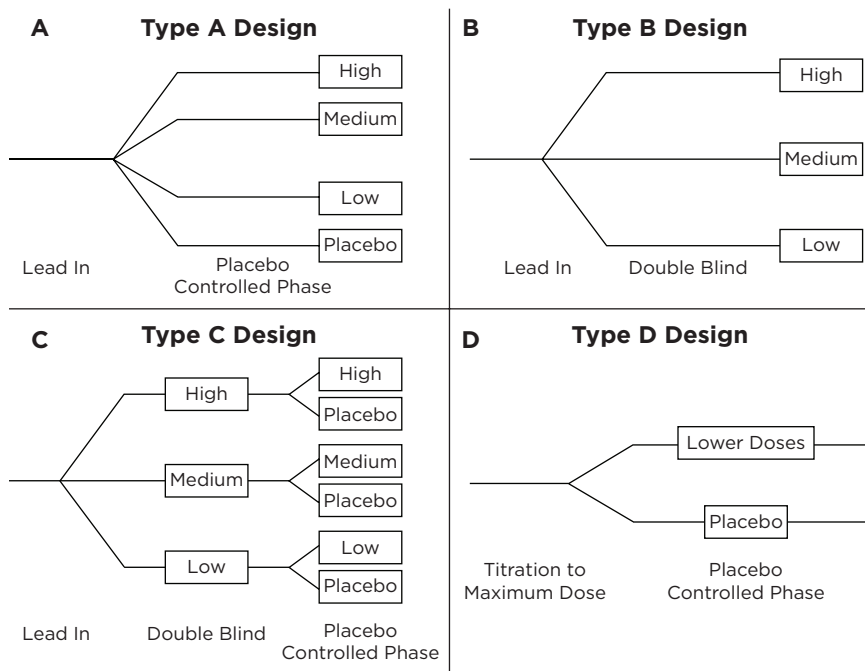 A
Type A Design
High
Medium
Low
Placebo
Lead In
Placebo
Controlled Phase
B
Type B Design
High
Medium
Low
Lead In
Double Blind
C
Type C Design
High
High
Placebo
Medium
Medium
Placebo
Low
Low
Placebo
Lead In
Double Blind
Placebo
Controlled Phase
D
Type D Design
Lower Doses
Placebo
Titration to
Maximum Dose
Placebo
Controlled Phase